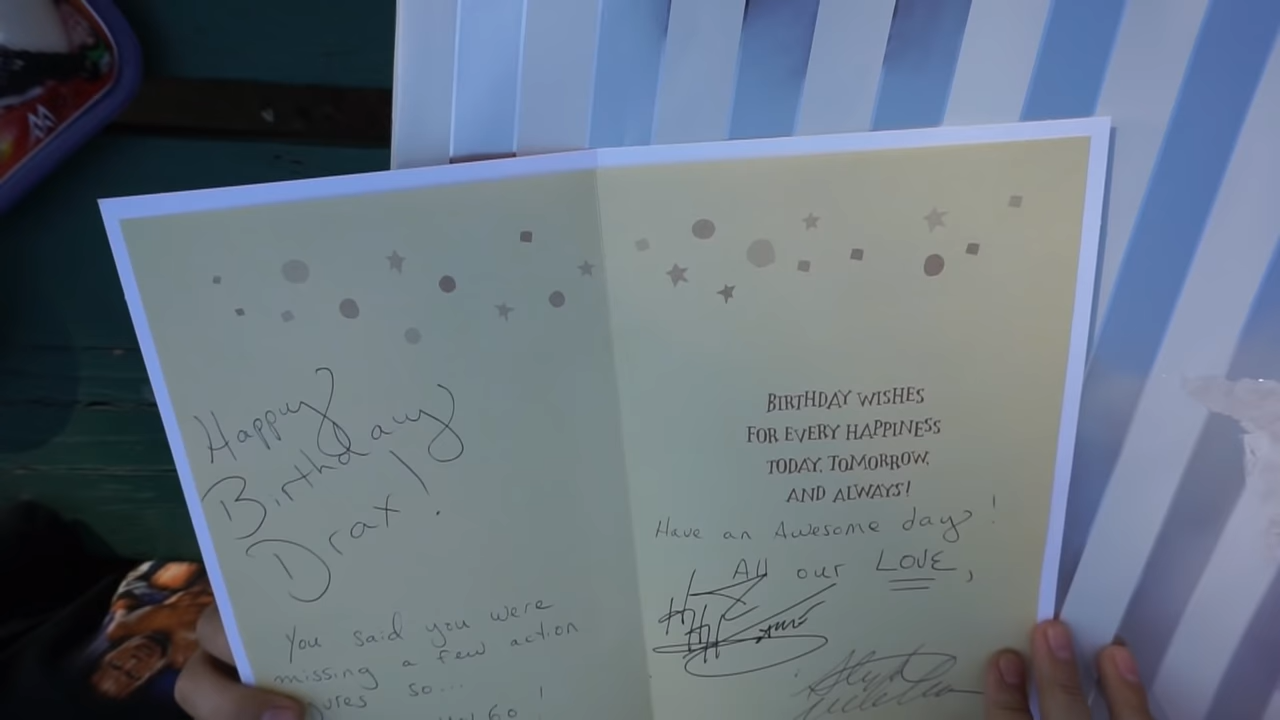 Happy
Birthday
Drax!
You said you were
missing a few action
ures so...
BIRTHDAY WISHES
FOR EVERY HAPPINESS
TODAY, TOMORROW,
AND ALWAYS!
Have an Awesome day!
All our LOVE,